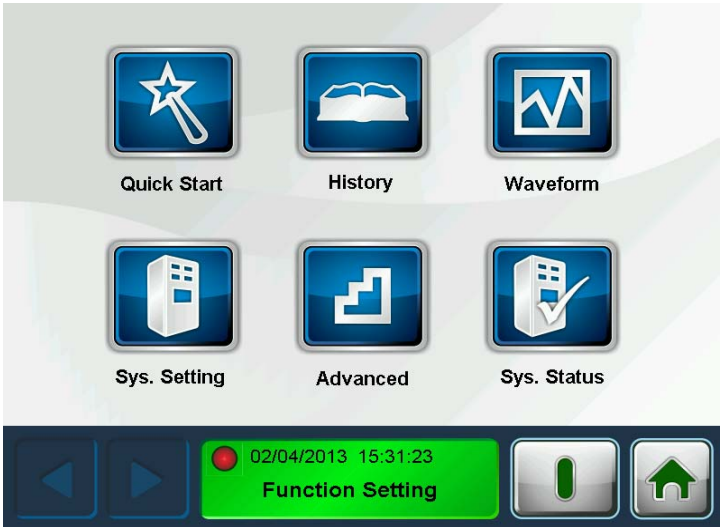 Quick Start
History
Waveform
Sys. Setting
Advanced
Sys. Status
02/04/2013 15:31:23
Function Setting